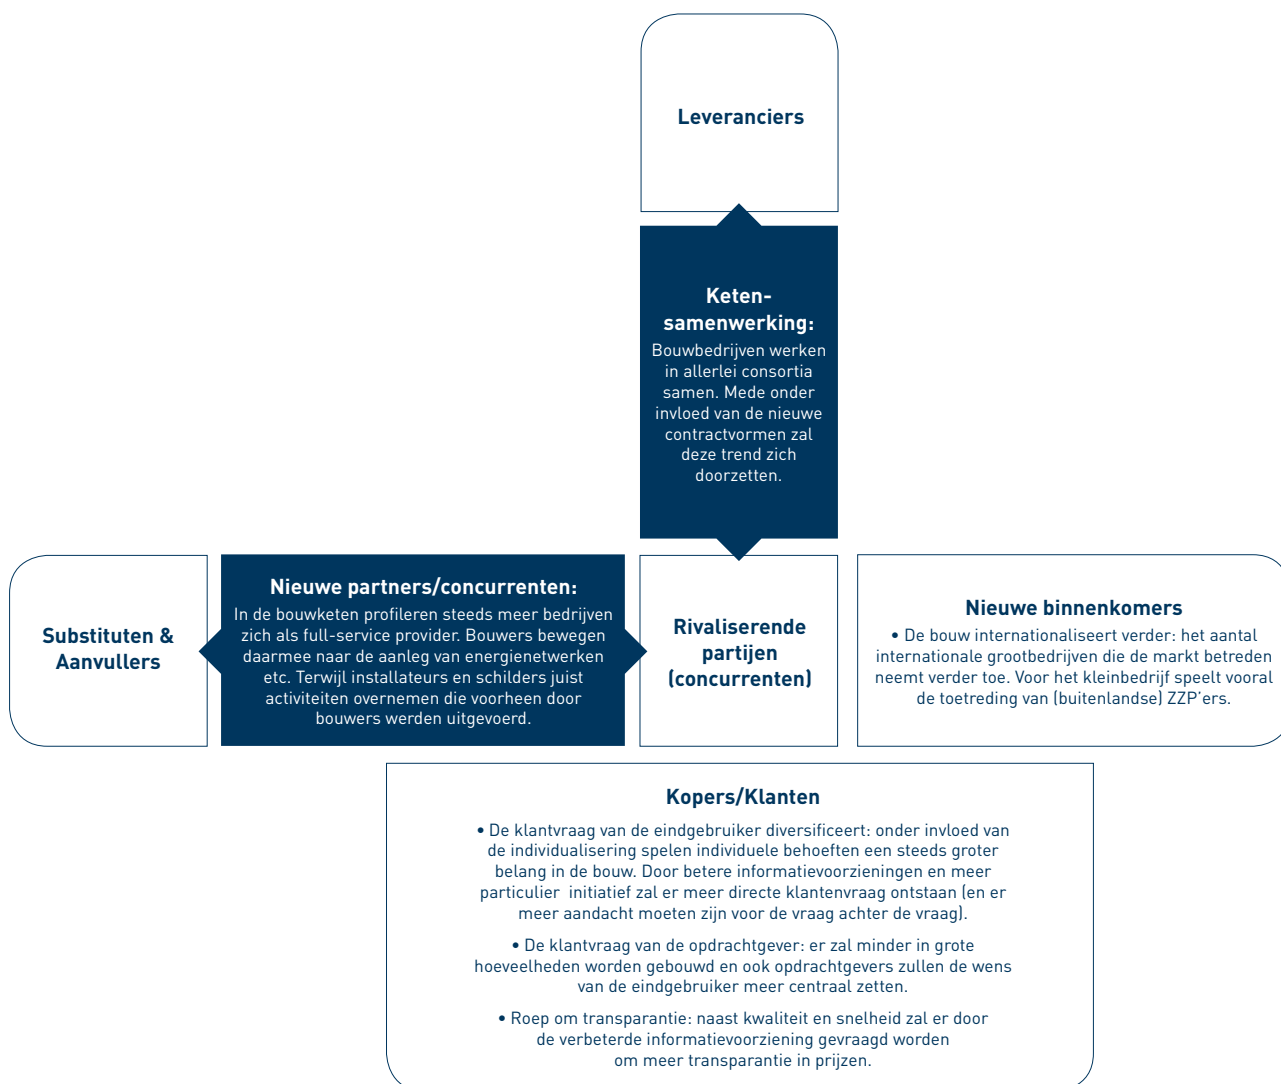 Leveranciers
Keten-
samenwerking:
Bouwbedrijven werken
in allerlei consortia
samen. Mede onder
invloed van de nieuwe
contractvormen zal
deze trend zich
doorzetten.
Substituten &
Aanvullers
Nieuwe partners/concurrenten:
In de bouwketen profileren steeds meer bedrijven
zich als full-service provider. Bouwers bewegen
daarmee naar de aanleg van energienetwerken
etc. Terwijl installateurs en schilders juist
activiteiten overnemen die voorheen door
bouwers werden uitgevoerd.
Rivaliserende
partijen
(concurrenten)
Nieuwe binnenkomers
• De bouw internationaliseert verder: het aantal
internationale grootbedrijven die de markt betreden
neemt verder toe. Voor het kleinbedrijf speelt vooral
de toetreding van (buitenlandse) ZZP'ers.
Kopers/Klanten
• De klantvraag van de eindgebruiker diversificeert: onder invloed van
de individualisering spelen individuele behoeften een steeds groter
belang in de bouw. Door betere informatievoorzieningen en meer
particulier initiatief zal er meer directe klantenvraag ontstaan (en er
meer aandacht moeten zijn voor de vraag achter de vraag).
• De klantvraag van de opdrachtgever: er zal minder in grote
hoeveelheden worden gebouwd en ook opdrachtgevers zullen de wens
van de eindgebruiker meer centraal zetten.
• Roep om transparantie: naast kwaliteit en snelheid zal er door
de verbeterde informatievoorziening gevraagd worden
om meer transparantie in prijzen.